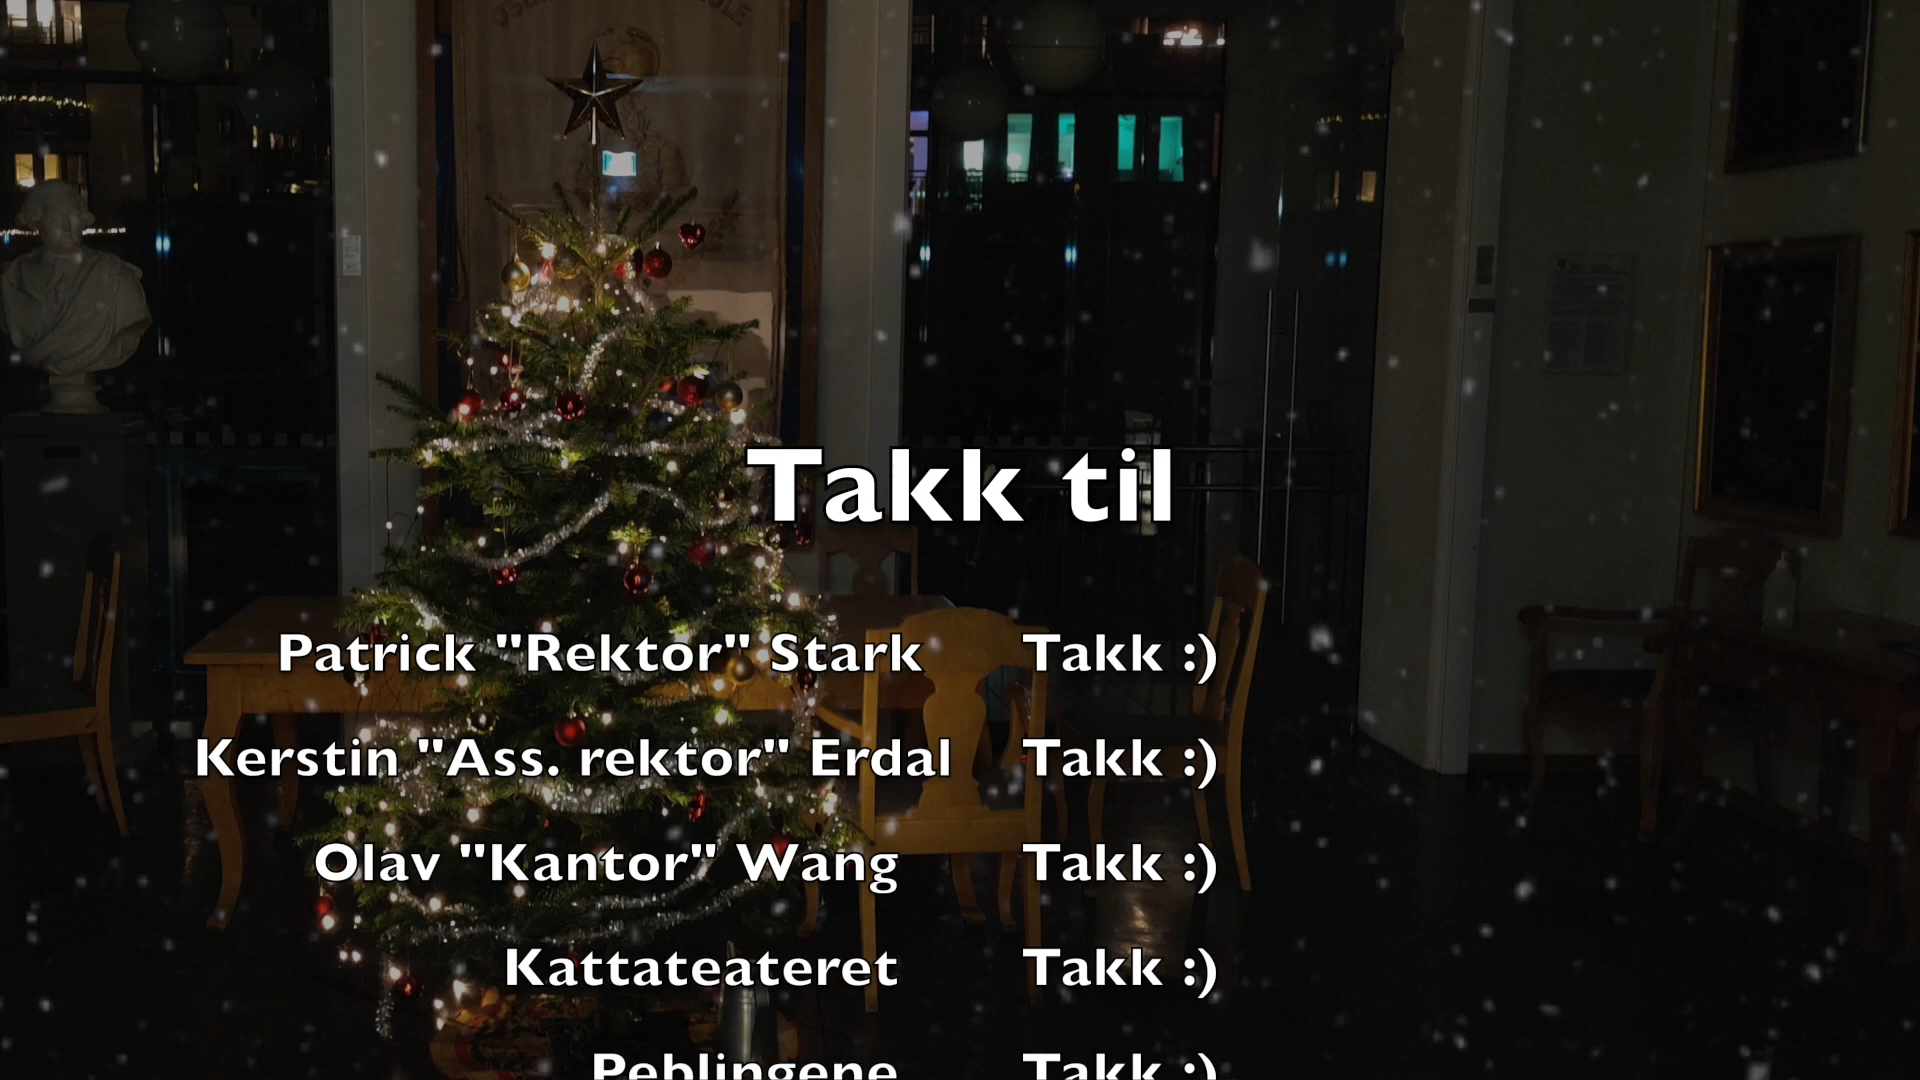 Takk til
Patrick "Rektor" Stark Takk :)
Kerstin "Ass. rektor" Erdal Takk :)
Olav "Kantor" Wang Takk :)
Kattateateret Takk :)
Peblingene Takk :)